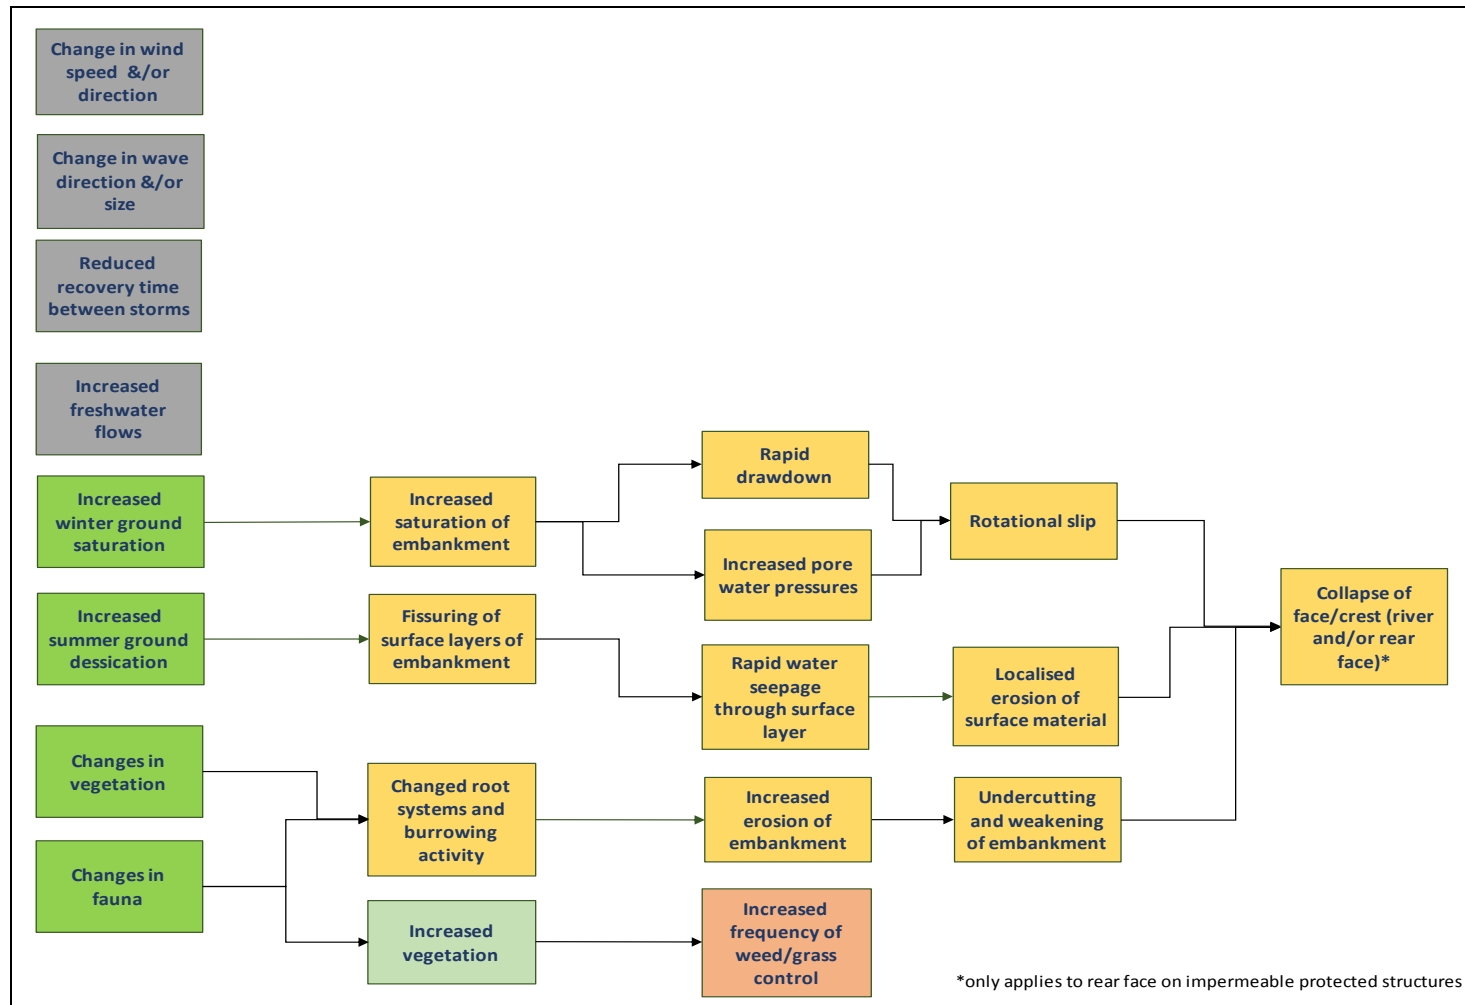 Change in wind
speed &/or
direction
Change in wave
direction &/or
size
Reduced
recovery time
between storms
Increased
freshwater
flows
Increased
winter ground
saturation
Increased
saturation of
embankment
Rapid
drawdown
Increased pore
water pressures
Rotational slip
Collapse of
face/crest (river
and/or rear
face)*
Increased
summer ground
dessication
Fissuring of
surface layers of
embankment
Rapid water
seepage
through surface
layer
Localised
erosion of
surface material
Changes in
vegetation
Changed root
systems and
burrowing
activity
Increased
erosion of
embankment
Undercutting
and weakening
of embankment
Changes in
fauna
Increased
vegetation
Increased
frequency of
weed/grass
control
*only applies to rear face on impermeable protected structures